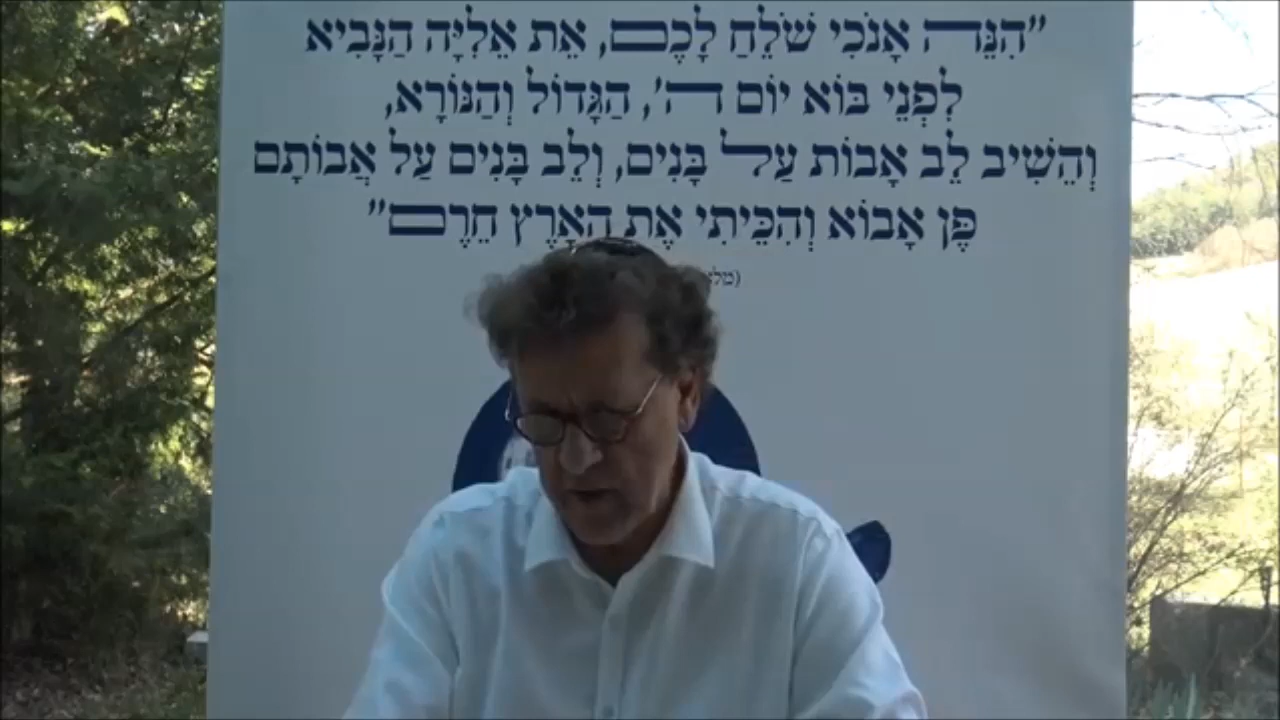 "הִנֵּה אָנֹכִי שֹׁלֵחַ לָכֶם, אֵת אֵלִיָּה הַנָּבִיא
לִפְנֵי בּוֹא יוֹם ה', הַגָּדוֹל וְהַנּוֹרָא,
וְהֵשִׁיב לֵב אָבוֹת עַל בָּנִים, וְלֵב בָּנִים עַל אֲבוֹתָם
פֶּן אָבוֹא וְהִכֵּיתִי אֶת הָאָרֶץ חֵרֶם"